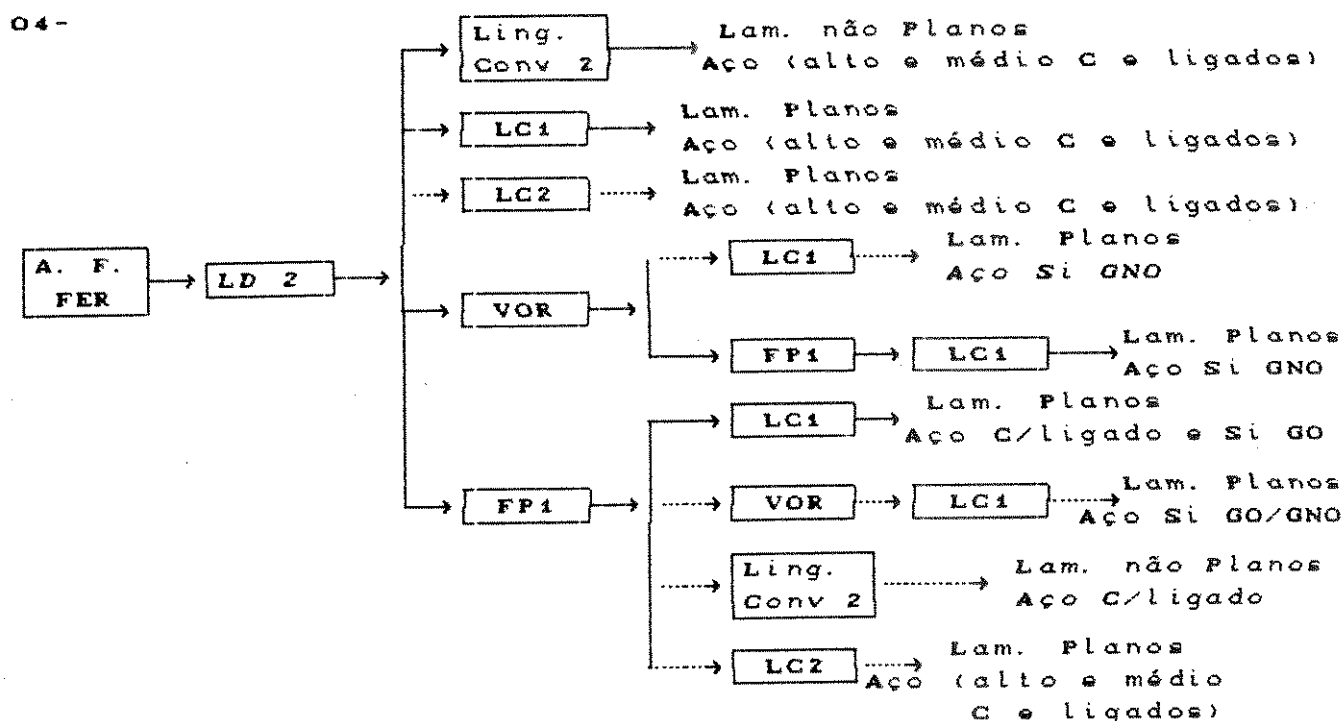 04-
Ling.
Conv 2
Lam. não Planos
Aço (alto e médio C e ligados)
LC1
Lam. Planos
Aço (alto e médio C e ligados)
LC2
Lam. Planos
Aço (alto e médio C e ligados)
A. F.
FER
LD 2
VOR
LC1
Lam. Planos
Aço Si GNO
FP1
LC1
Lam. Planos
Aço Si GNO
FP1
LC1
Lam. Planos
Aço C/ligado e Si GO
VOR
LC1
Lam. Planos
Aço Si GO/GNO
Ling.
Conv 2
Lam. não Planos
Aço C/ligado
LC2
Lam. Planos
Aço (alto e médio
C e ligados)